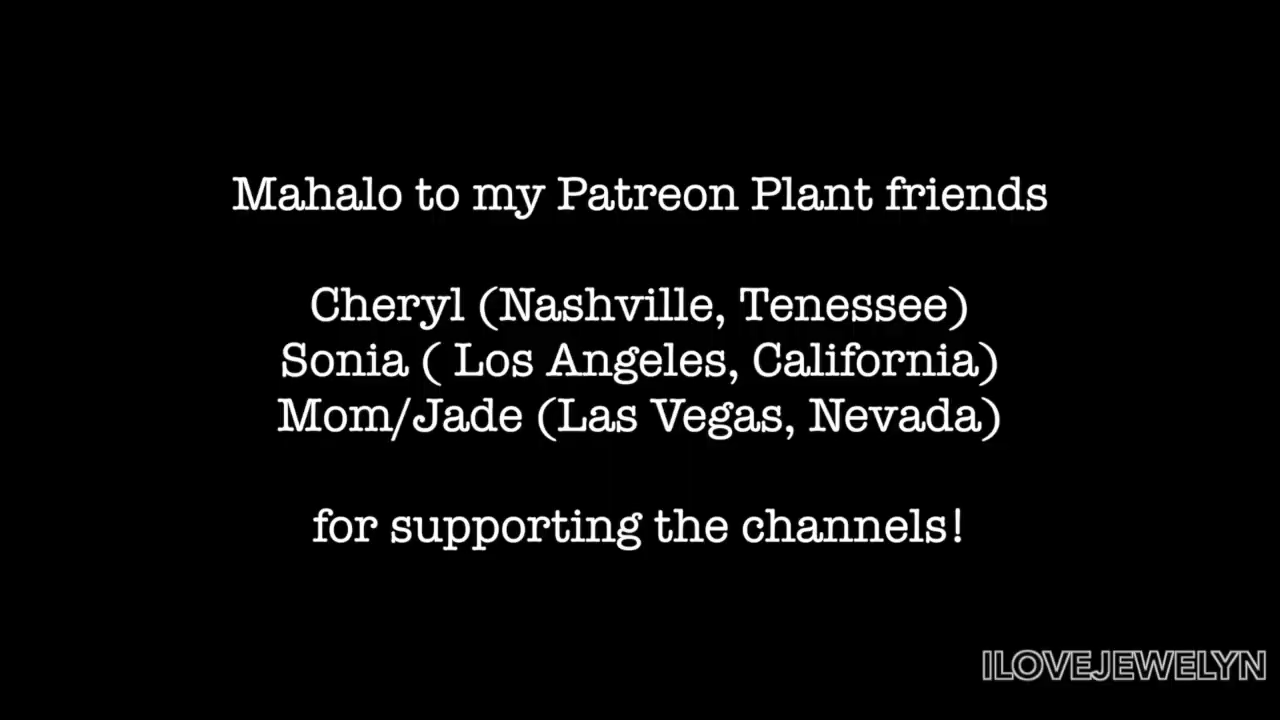 Mahalo to my Patreon Plant friends
Cheryl (Nashville, Tenessee)
Sonia ( Los Angeles, California)
Mom/Jade (Las Vegas, Nevada)
for supporting the channels!
ILOVEJEWELYN